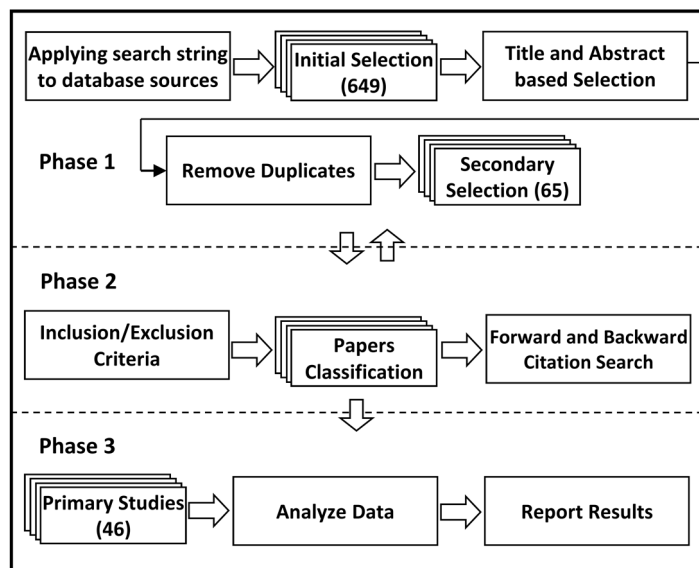 Applying search string
to database sources
Initial Selection
(649)
Title and Abstract
based Selection
Phase 1
Remove Duplicates
Secondary
Selection (65)
Phase 2
Inclusion/Exclusion
Criteria
Papers
Classification
Forward and Backward
Citation Search
Phase 3
Primary Studies
(46)
Analyze Data
Report Results